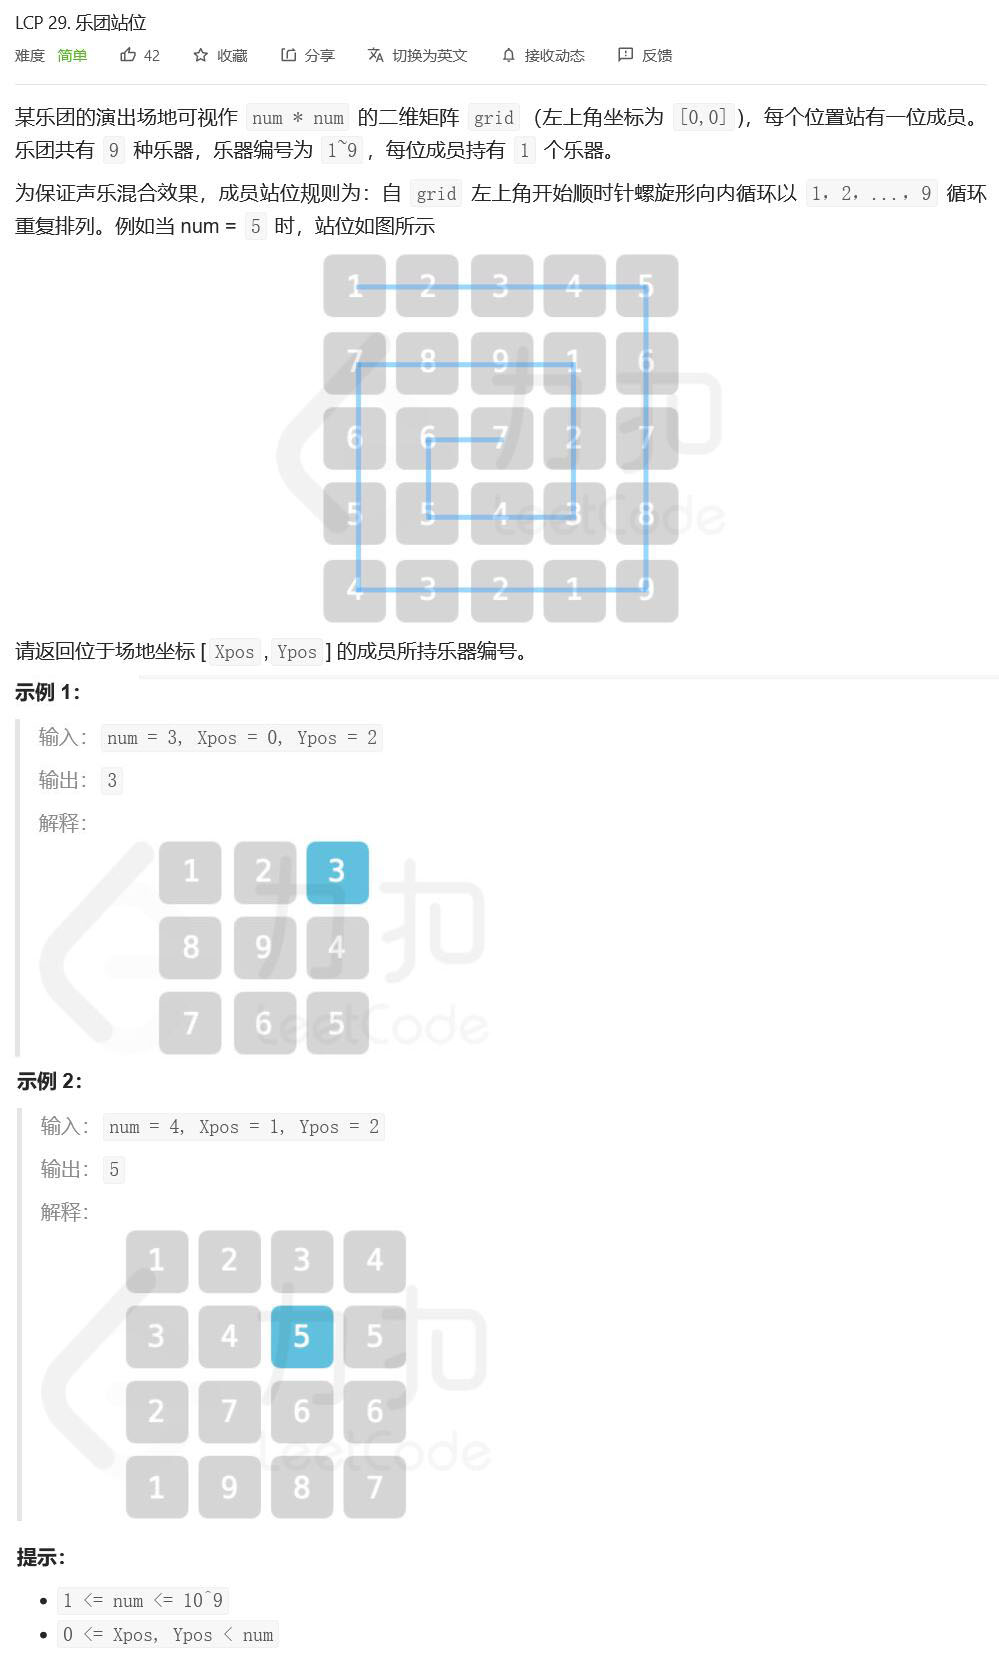 LCP 29. 乐团站位
难度 简单 42 收藏 分享 切换为英文 接收动态 反馈
某乐团的演出场地可视作 num * num 的二维矩阵 grid （左上角坐标为 [0,0]），每个位置站有一位成员。
乐团共有 9 种乐器，乐器编号为 1~9 ，每位成员持有 1 个乐器。
为保证声乐混合效果，成员站位规则为：自 grid 左上角开始顺时针螺旋形向内循环以 1，2，...，9 循环
重复排列。例如当 num = 5 时，站位如图所示
1 2 3 4 5
7 8 9 1 6
6 6 7 2 7
5 5 4 3 8
4 3 2 1 9
力扣
LeetCode
请返回位于场地坐标 [ Xpos , Ypos ] 的成员所持乐器编号。
示例 1：
输入： num = 3, Xpos = 0, Ypos = 2
输出： 3
解释：
1 2 3
8 9 4
7 6 5
力扣
LeetCode
示例 2：
输入： num = 4, Xpos = 1, Ypos = 2
输出： 5
解释：
1 2 3 4
3 4 5 5
2 7 6 6
1 9 8 7
力扣
LeetCode
提示：
• 1 <= num <= 10^9
• 0 <= Xpos, Ypos < num